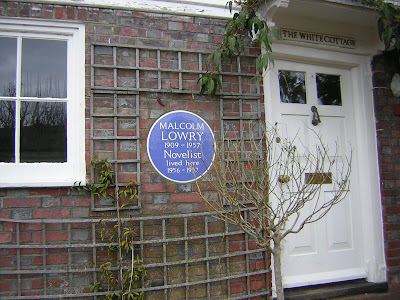 THE WHITE COTTAGE
MALCOLM
LOWRY
1909 - 1957
Novelist
lived here
1956 - 1957